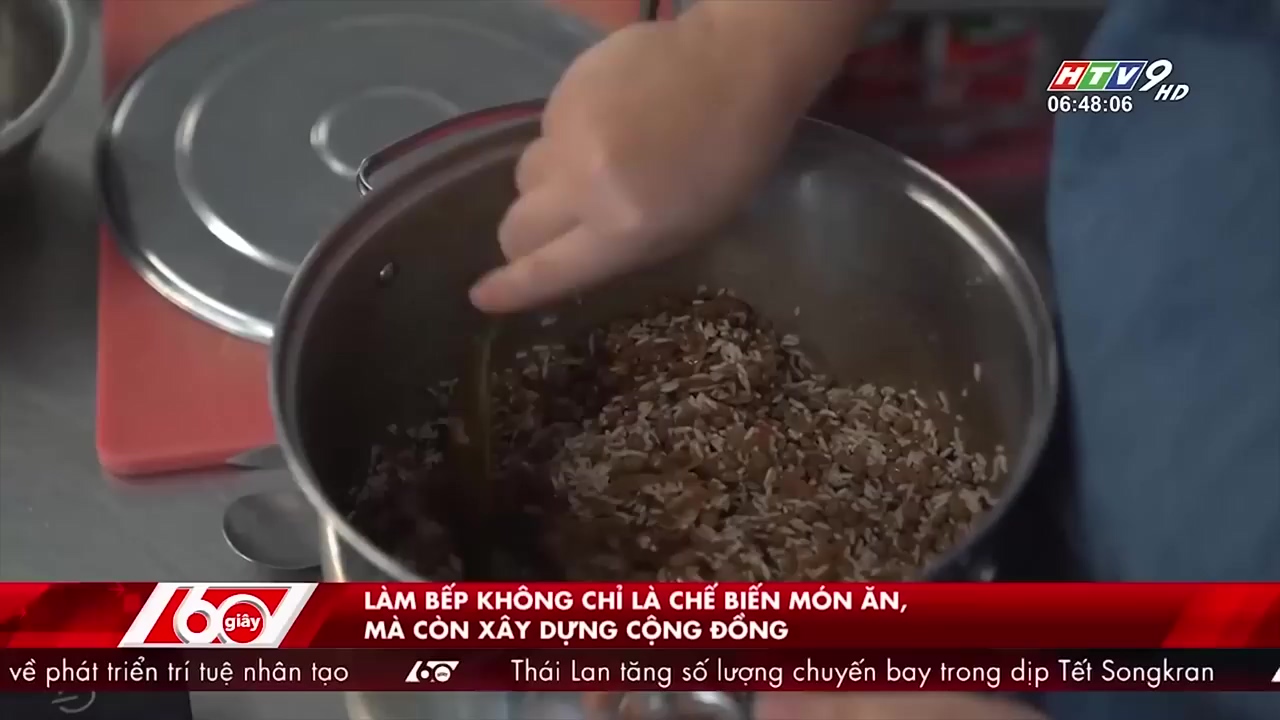 HTV9 HD
06:48:06
60 giây
LÀM BẾP KHÔNG CHỈ LÀ CHẾ BIẾN MÓN ĂN,
MÀ CÒN XÂY DỰNG CỘNG ĐỒNG
về phát triển trí tuệ nhân tạo 60 Thái Lan tăng số lượng chuyến bay trong dịp Tết Songkran